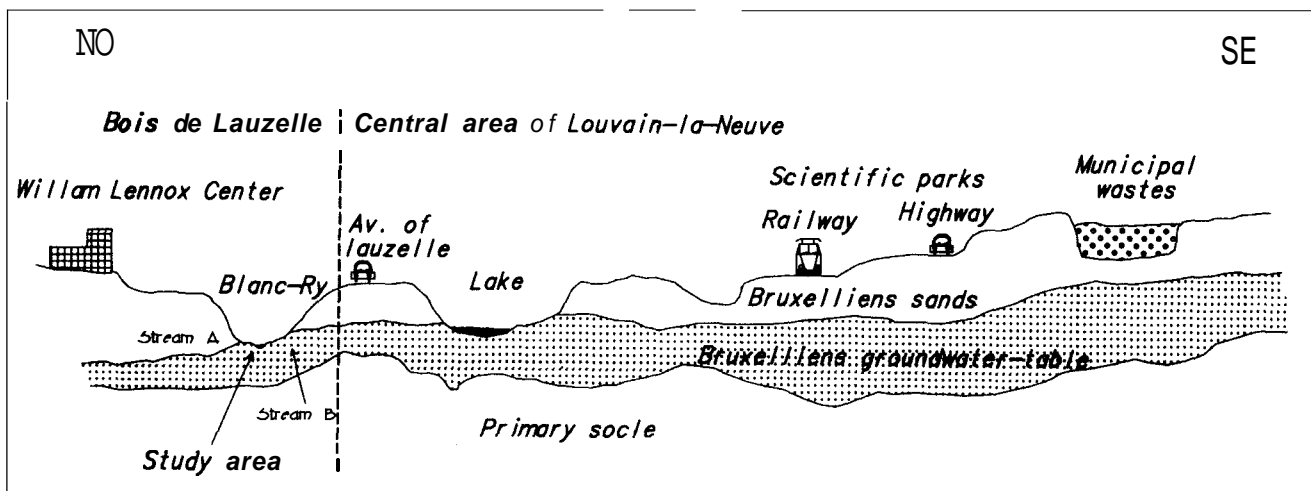 NO
SE
Bois de Lauzelle
Central area of Louvain-la-Neuve
Willam Lennox Center
Av. of
lauzelle
Scientific parks
Railway
Highway
Municipal
wastes
Blanc-Ry
Lake
Bruxelliens sands
Stream A
Bruxelliens groundwater-table
Stream B
Primary socle
Study area